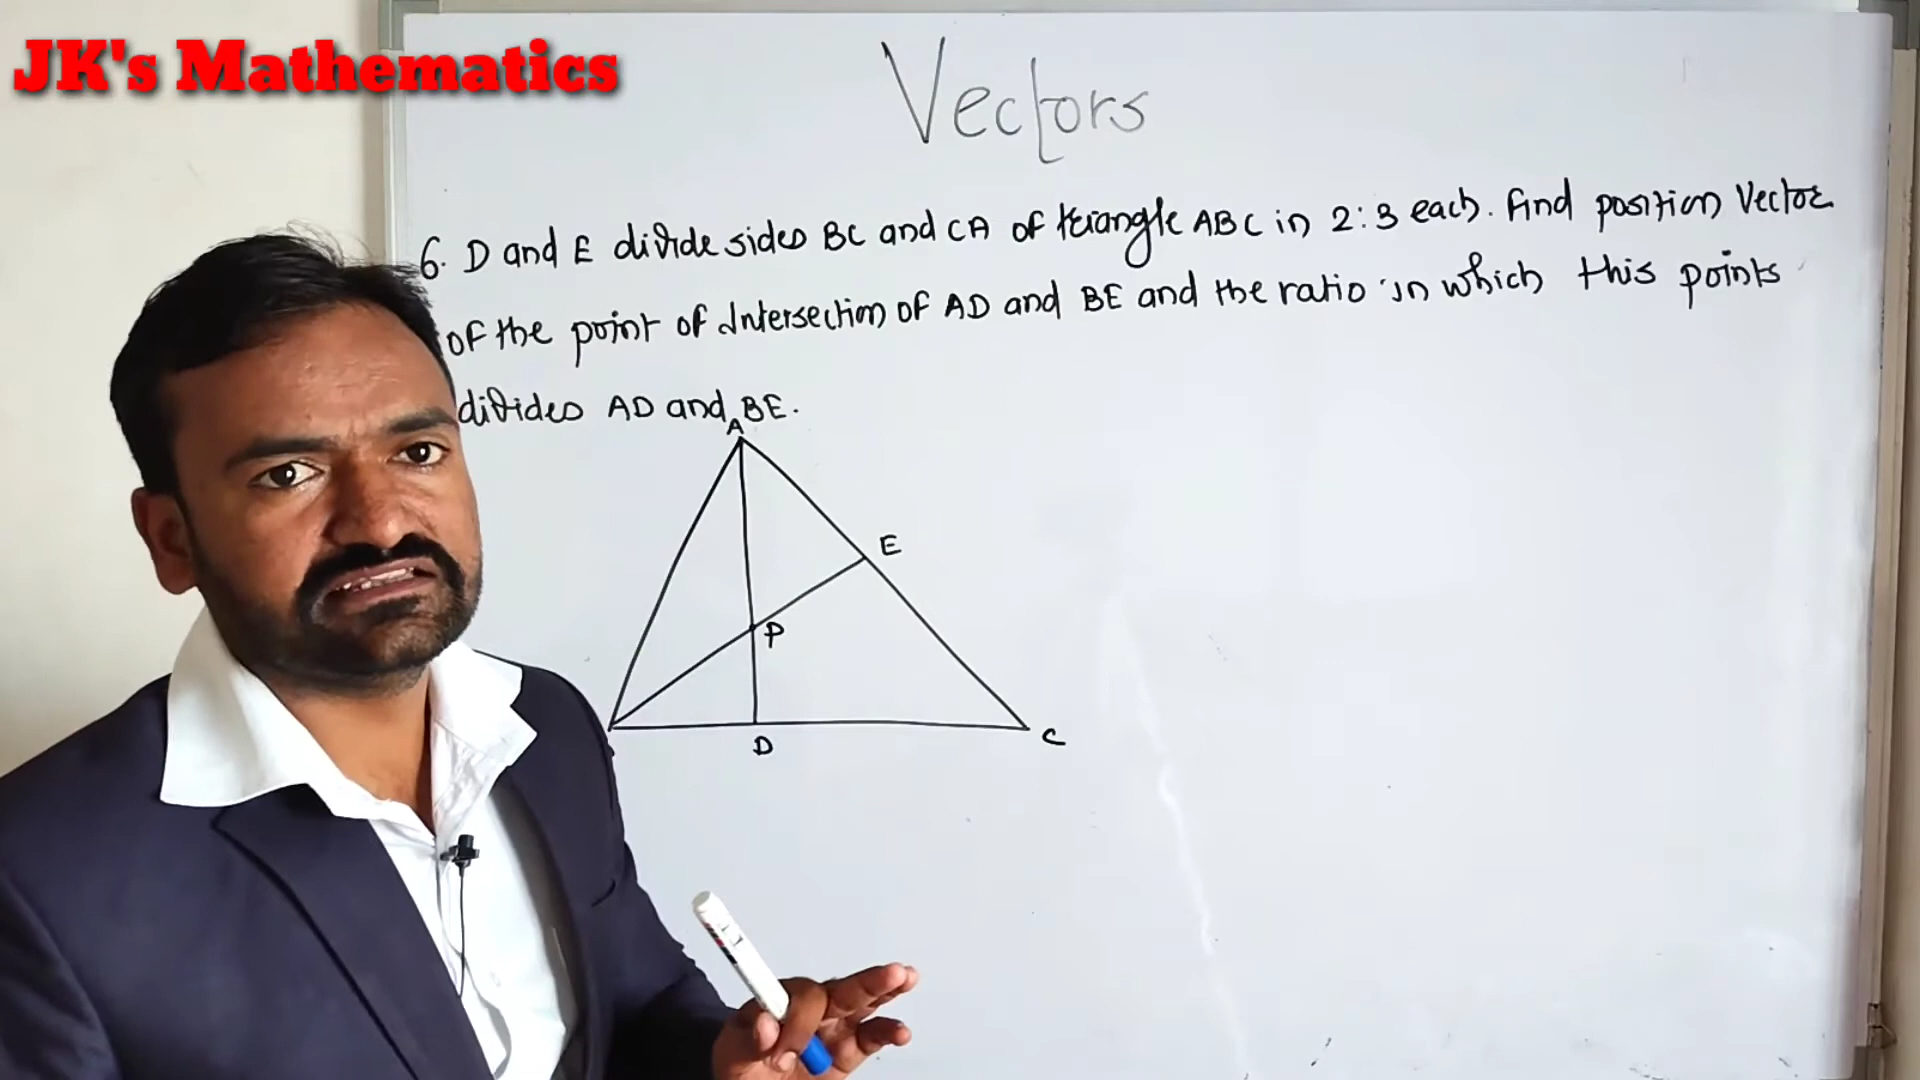 JK's Mathematics
Vectors
6. D and E divide sides BC and CA of triangle ABC in 2:3 each. Find position Vector
of the point of Intersection of AD and BE and the ratio in which this points
divides AD and BE.
A
E
P
D
C